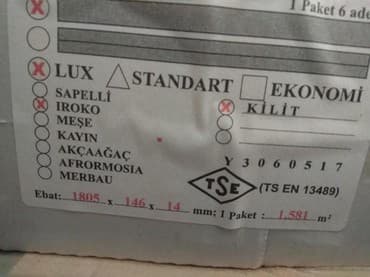 1 Paket 6 ade
LUX STANDART EKONOMİ
SAPELLİ
IROKO
MEŞE
KAYIN
AKÇAAĞAÇ
AFRORMOSIA
MERBAU
KİLİT
Y 3060517
TSE (TS EN 13489)
Ebat: 1805 x 146 x 14 mm; 1 Paket : 1,581 m²